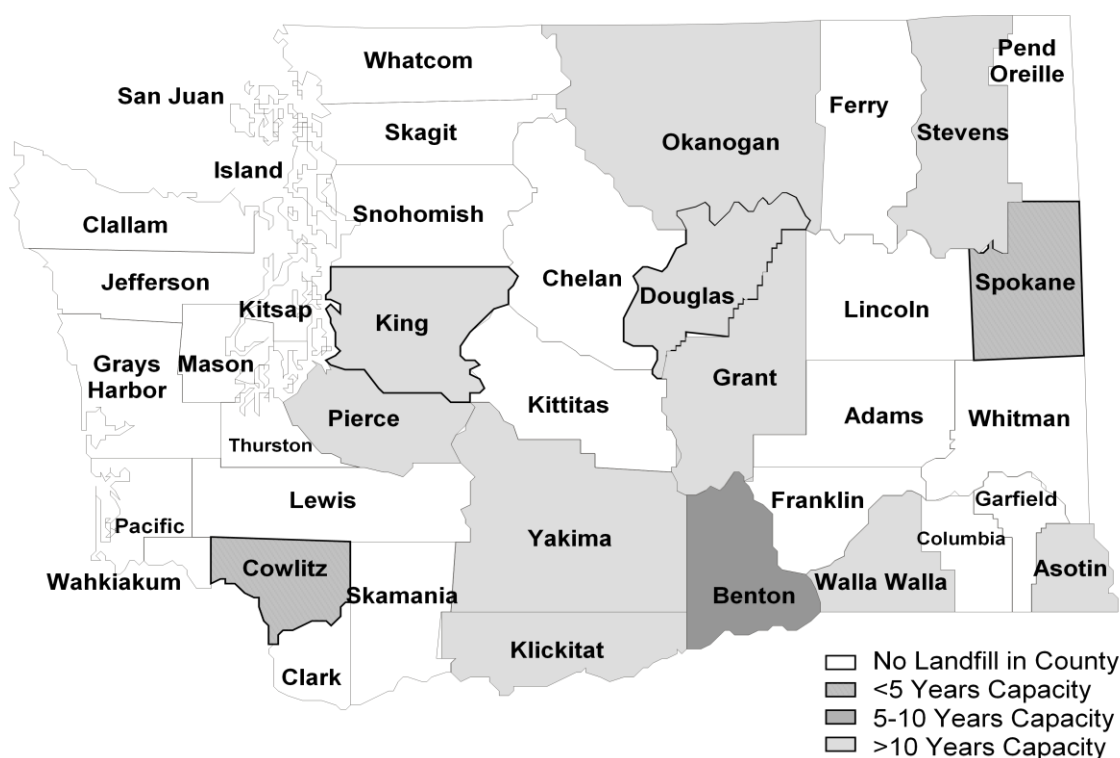 Whatcom
Pend
Oreille
San Juan
Ferry
Skagit
Stevens
Okanogan
Island
Snohomish
Clallam
Chelan
Jefferson
Spokane
Douglas
Kitsap
Lincoln
King
Grays
Harbor
Mason
Grant
Kittitas
Adams
Whitman
Pierce
Thurston
Lewis
Franklin
Garfield
Pacific
Yakima
Columbia
Cowlitz
Asotin
Wahkiakum
Walla Walla
Skamania
Benton
Klickitat
Clark
No Landfill in County
<5 Years Capacity
5-10 Years Capacity
>10 Years Capacity